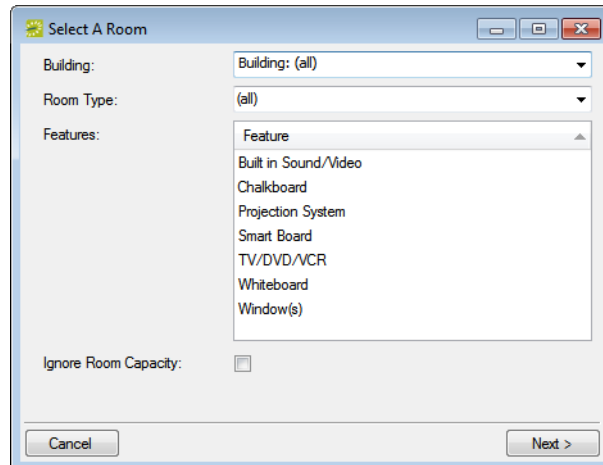 Select A Room
Building: Building: (all)
Room Type: (all)
Features: Feature
Built in Sound/Video
Chalkboard
Projection System
Smart Board
TV/DVD/VCR
Whiteboard
Window(s)
Ignore Room Capacity:
Cancel Next >